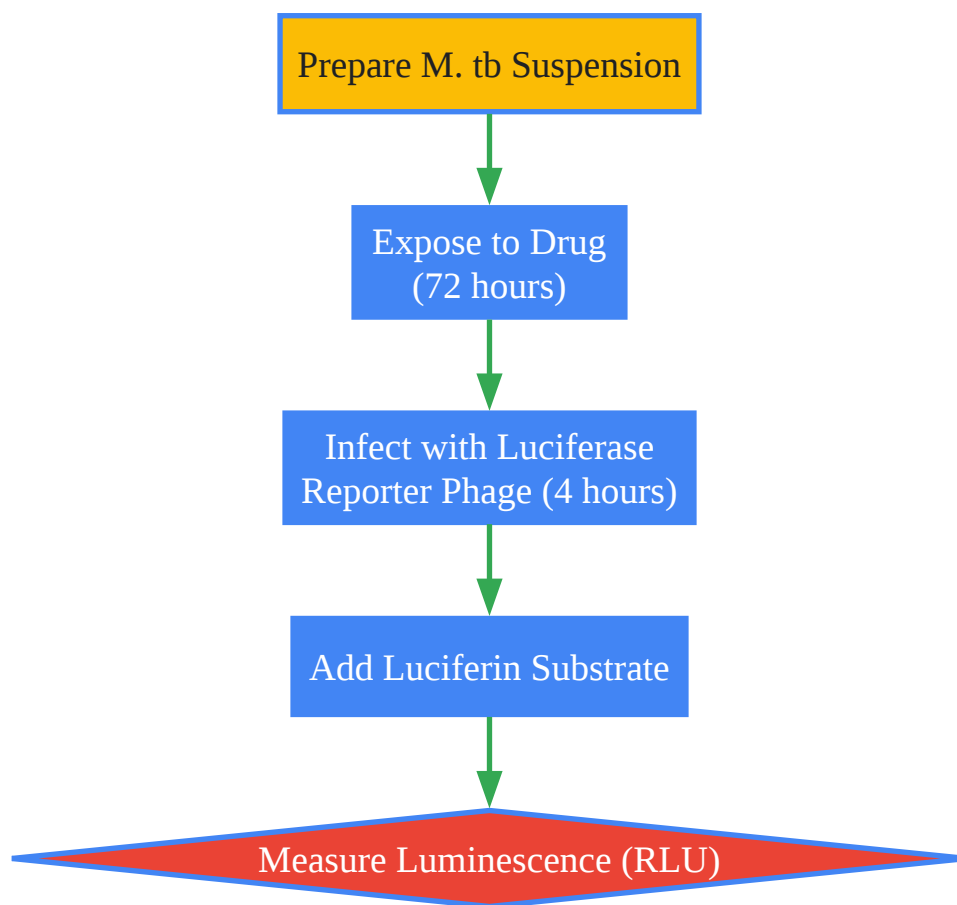 Prepare M. tb Suspension
Expose to Drug
(72 hours)
Infect with Luciferase
Reporter Phage (4 hours)
Add Luciferin Substrate
Measure Luminescence (RLU)